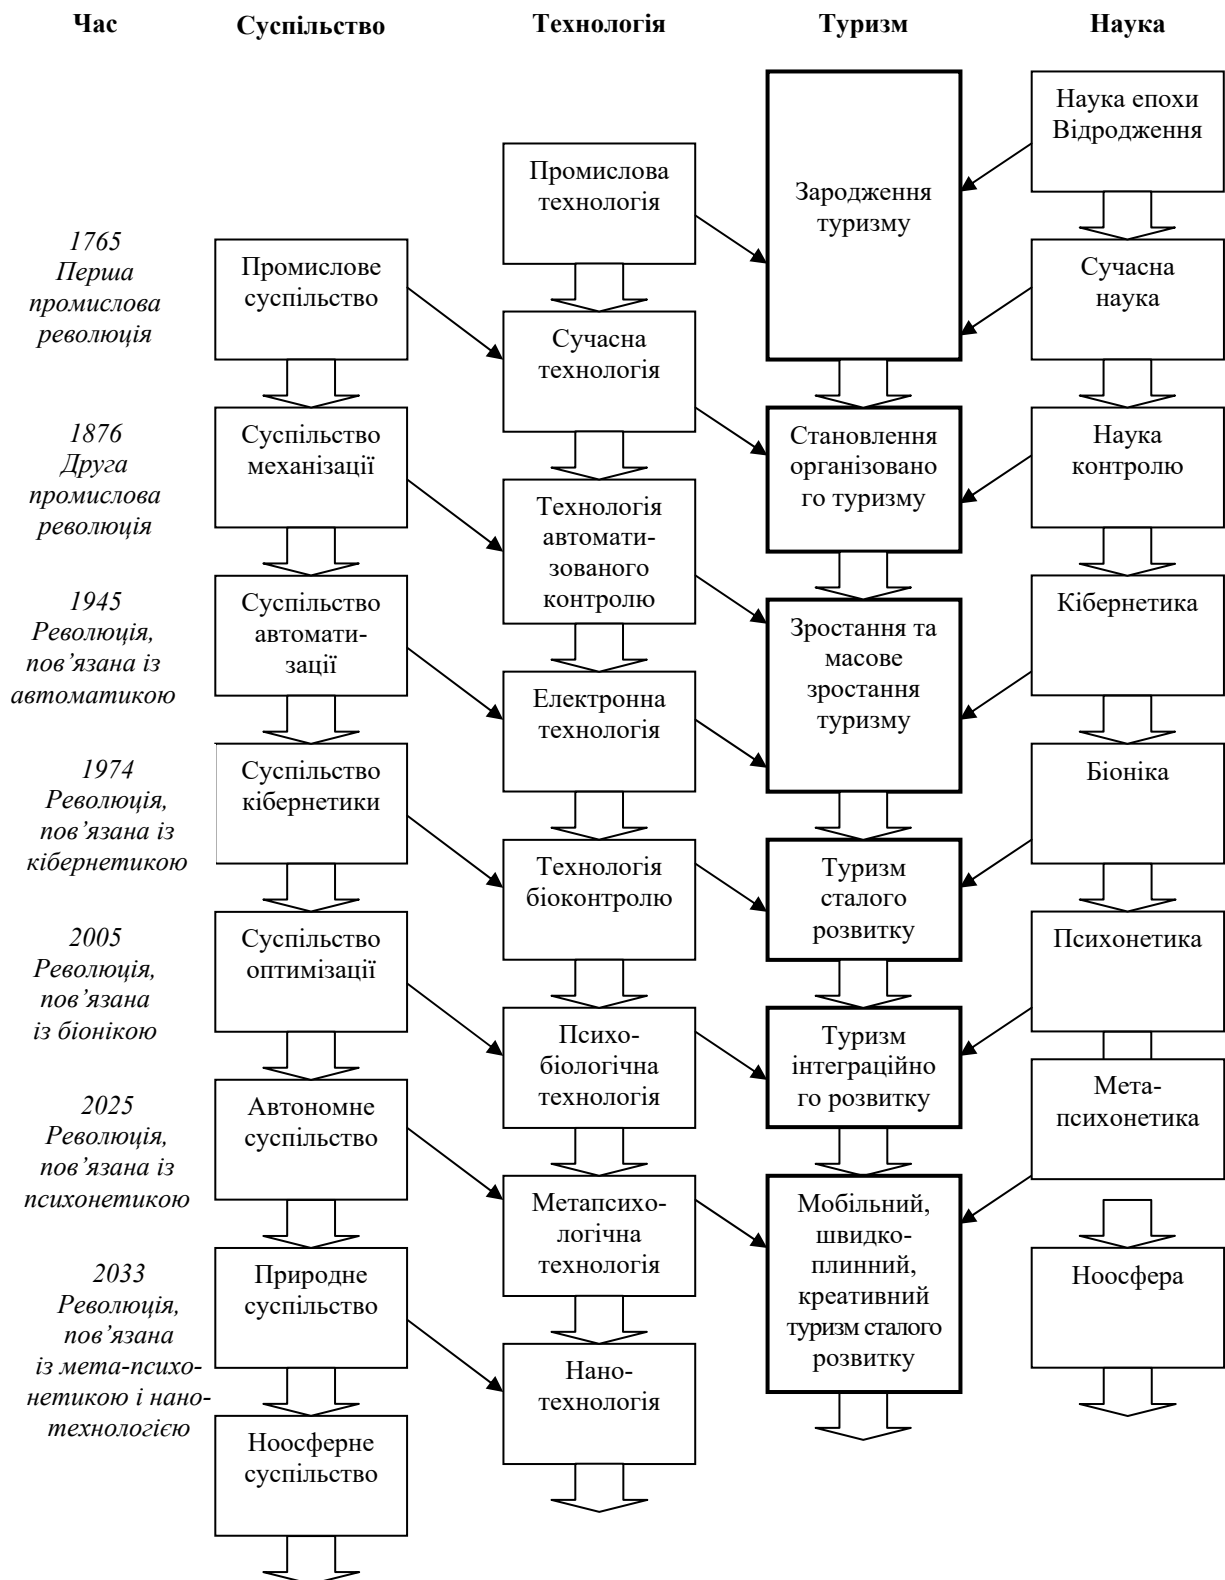 Час
Суспільство
Технологія
Туризм
Наука
1765
Перша
промислова
революція
1876
Друга
промислова
революція
1945
Революція,
пов’язана із
автоматикою
1974
Революція,
пов’язана із
кібернетикою
2005
Революція,
пов’язана
із біонікою
2025
Революція,
пов’язана із
психонетикою
2033
Революція,
пов’язана
із мета-психо-
нетикою і нано-
технологією
Промислове
суспільство
Суспільство
механізації
Суспільство
автомати-
зації
Суспільство
кібернетики
Суспільство
оптимізації
Автономне
суспільство
Природне
суспільство
Ноосферне
суспільство
Промислова
технологія
Сучасна
технологія
Технологія
автомати-
зованого
контролю
Електронна
технологія
Технологія
біоконтролю
Психо-
біологічна
технологія
Метапсихо-
логічна
технологія
Нано-
технологія
Зародження
туризму
Становлення
організовано
го туризму
Зростання та
масове
зростання
туризму
Туризм
сталого
розвитку
Туризм
інтеграційно
го розвитку
Мобільний,
швидко-
плинний,
креативний
туризм сталого
розвитку
Наука епохи
Відродження
Сучасна
наука
Наука
контролю
Кібернетика
Біоніка
Психонетика
Мета-
психонетика
Ноосфера